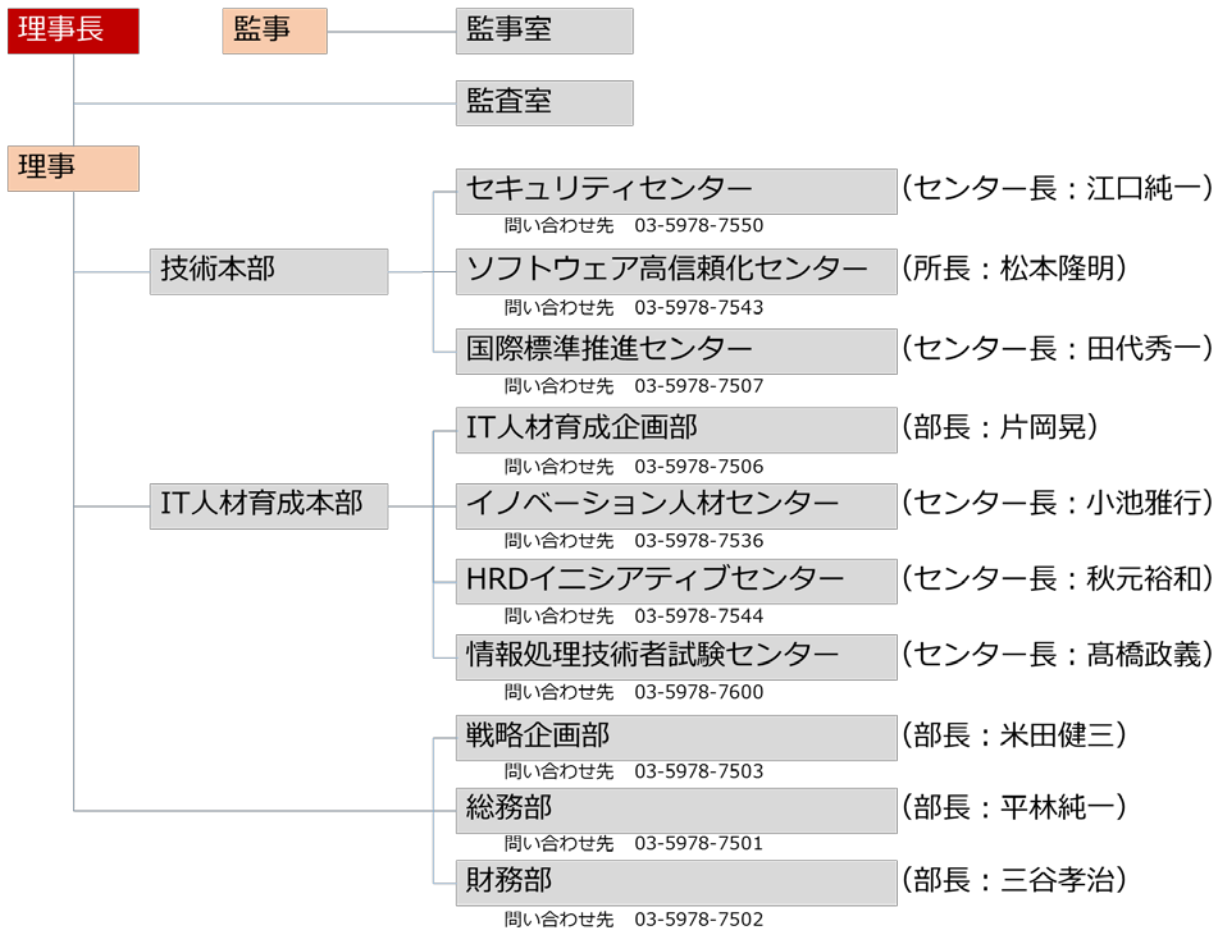 理事長
監事
監事室
監査室
理事
セキュリティセンター
(センター長：江口純一)
問い合わせ先 03-5978-7550
技術本部
ソフトウェア高信頼化センター
(所長：松本隆明)
問い合わせ先 03-5978-7543
国際標準推進センター
(センター長：田代秀一)
問い合わせ先 03-5978-7507
IT人材育成企画部
(部長：片岡晃)
問い合わせ先 03-5978-7506
IT人材育成本部
イノベーション人材センター
(センター長：小池雅行)
問い合わせ先 03-5978-7536
HRDイニシアティブセンター
(センター長：秋元裕和)
問い合わせ先 03-5978-7544
情報処理技術者試験センター
(センター長：髙橋政義)
問い合わせ先 03-5978-7600
戦略企画部
(部長：米田健三)
問い合わせ先 03-5978-7503
総務部
(部長：平林純一)
問い合わせ先 03-5978-7501
財務部
(部長：三谷孝治)
問い合わせ先 03-5978-7502